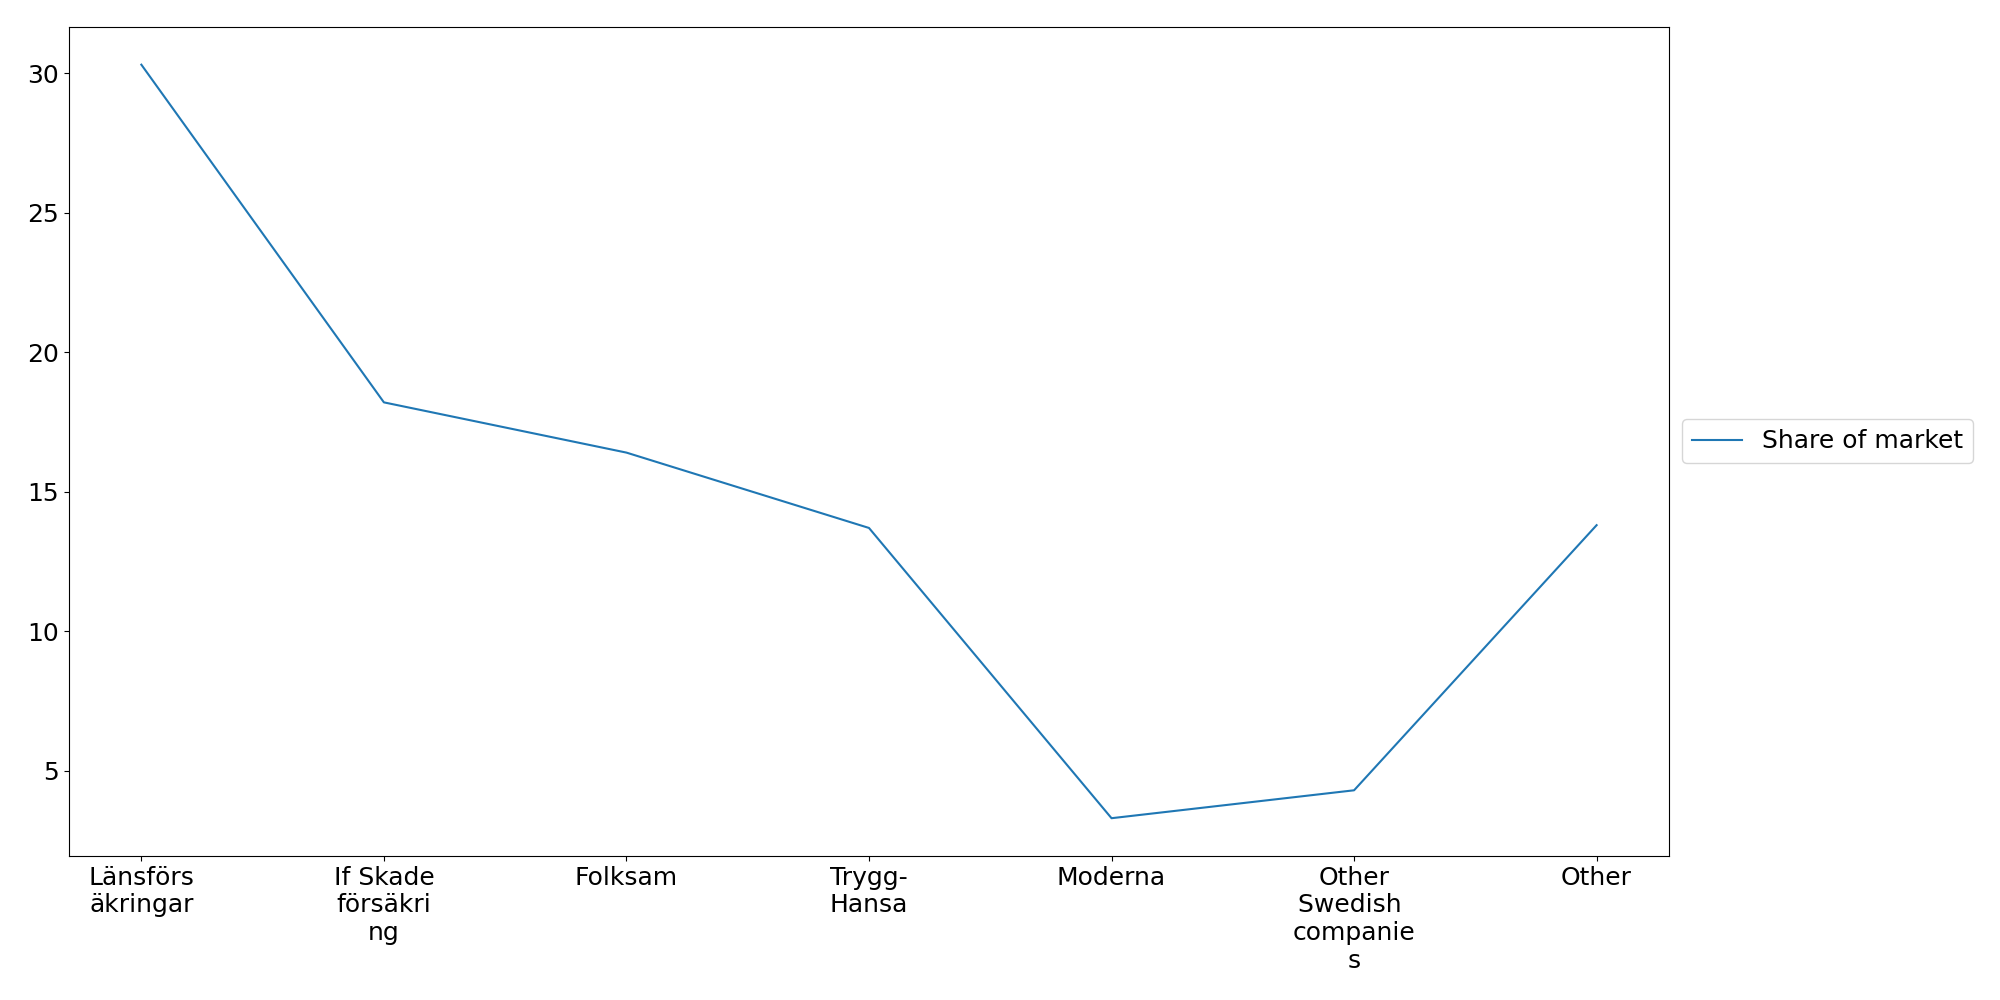 30
25
20
15
10
5
Länsförs
äkringar
If Skade
försäkri
ng
Folksam
Trygg-
Hansa
Moderna
Other
Swedish
companie
s
Other
Share of market